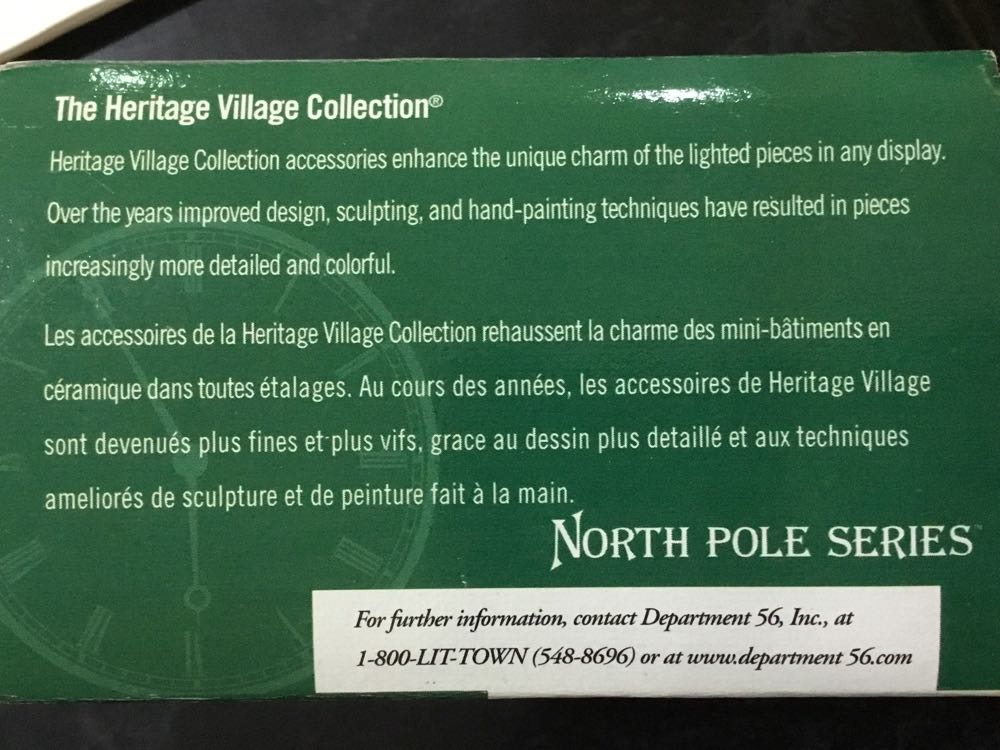 The Heritage Village Collection®
Heritage Village Collection accessories enhance the unique charm of the lighted pieces in any display.
Over the years improved design, sculpting, and hand-painting techniques have resulted in pieces
increasingly more detailed and colorful.
Les accessoires de la Heritage Village Collection rehaussent la charme des mini-bâtiments en
céramique dans toutes étalages. Au cours des années, les accessoires de Heritage Village
sont devenués plus fines et plus vifs, grace au dessin plus detaillé et aux techniques
ameliorés de sculpture et de peinture fait à la main.
NORTH POLE SERIES™
For further information, contact Department 56, Inc., at
1-800-LIT-TOWN (548-8696) or at www.department 56.com